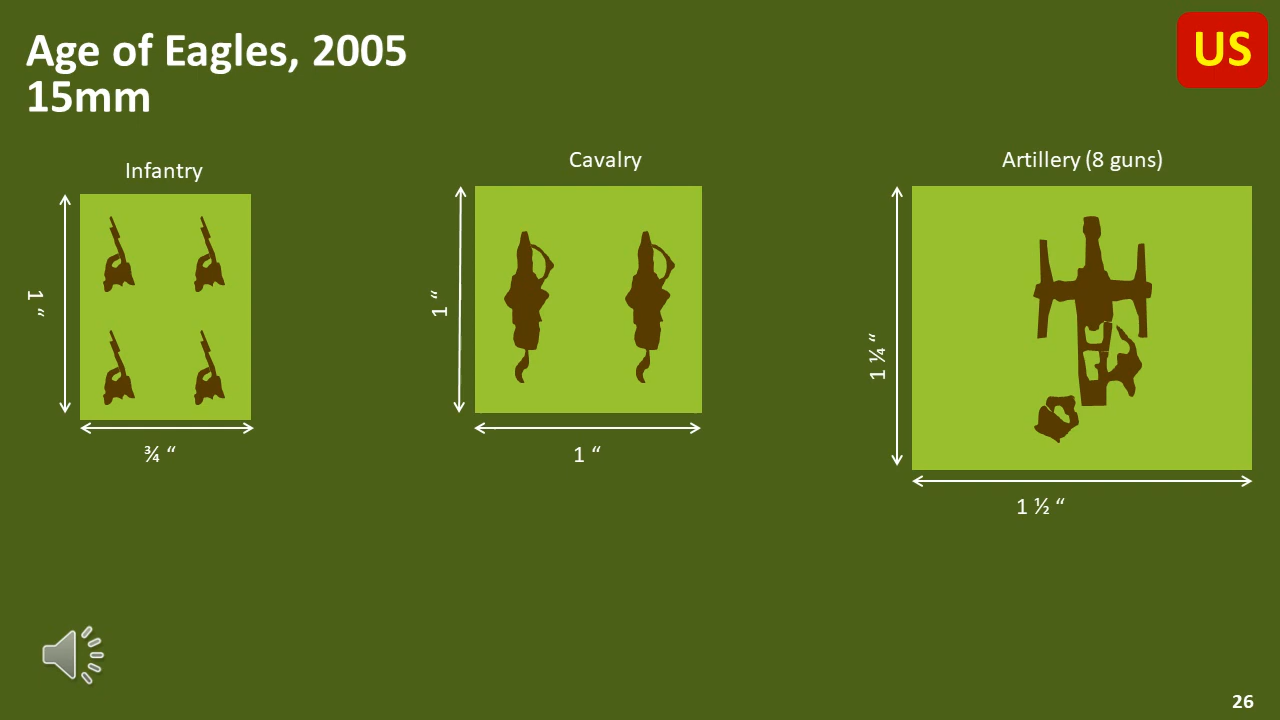 Age of Eagles, 2005
15mm
US
Infantry
Cavalry
Artillery (8 guns)
1 “
1 “
1 ¼ “
¾ “
1 “
1 ½ “
26